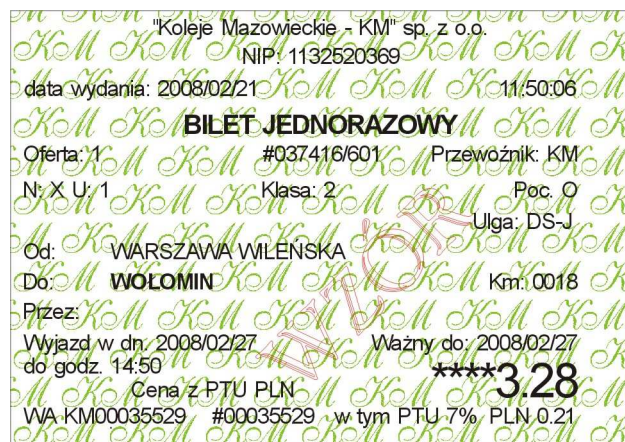 "Koleje Mazowieckie - KM" sp. z o.o.
NIP: 1132520369
data wydania: 2008/02/21 11:50:06
BILET JEDNORAZOWY
Oferta: 1 #037416/601 Przewoźnik: KM
N: X U: 1 Klasa: 2 Poc. O
Ulga: DS-J
Od: WARSZAWA WILEŃSKA
Do: WOŁOMIN Km: 0018
Przez:
WZÓR
Wyjazd w dn. 2008/02/27 Ważny do: 2008/02/27
do godz. 14:50
Cena z PTU PLN ****3.28
WA KM00035529 #00035529 w tym PTU 7% PLN 0.21